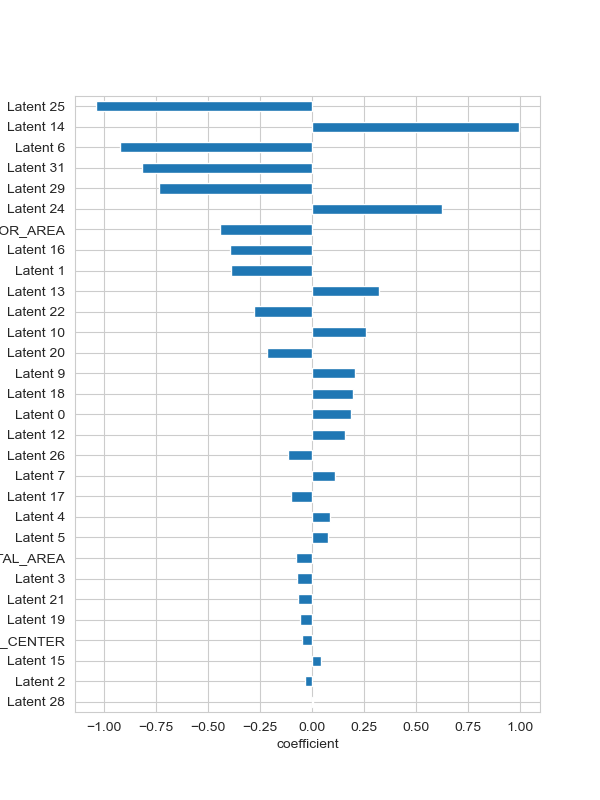 Latent 25
Latent 14
Latent 6
Latent 31
Latent 29
Latent 24
OR_AREA
Latent 16
Latent 1
Latent 13
Latent 22
Latent 10
Latent 20
Latent 9
Latent 18
Latent 0
Latent 12
Latent 26
Latent 7
Latent 17
Latent 4
Latent 5
TAL_AREA
Latent 3
Latent 21
Latent 19
_CENTER
Latent 15
Latent 2
Latent 28
−1.00 −0.75 −0.50 −0.25 0.00 0.25 0.50 0.75 1.00
coefficient